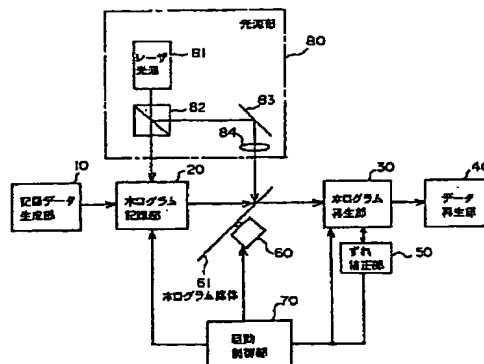 光源部
81
レーザ
光源
80
82
83
84
10
記録データ
生成部
20
ホログラム
記録部
30
ホログラム
再生部
40
データ
再生部
60
50
ずれ
補正部
61
ホログラム媒体
70
駆動
制御部